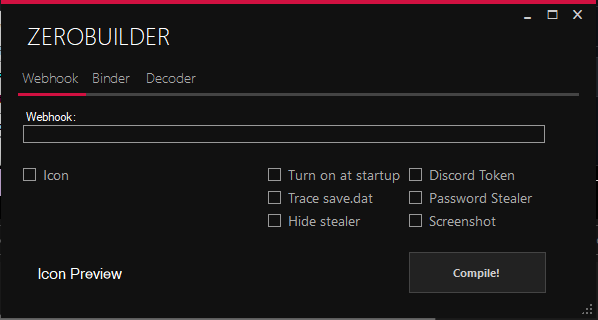 ZEROBUILDER
Webhook Binder Decoder
Webhook:
Icon Turn on at startup Discord Token
Trace save.dat Password Stealer
Hide stealer Screenshot
Icon Preview Compile!